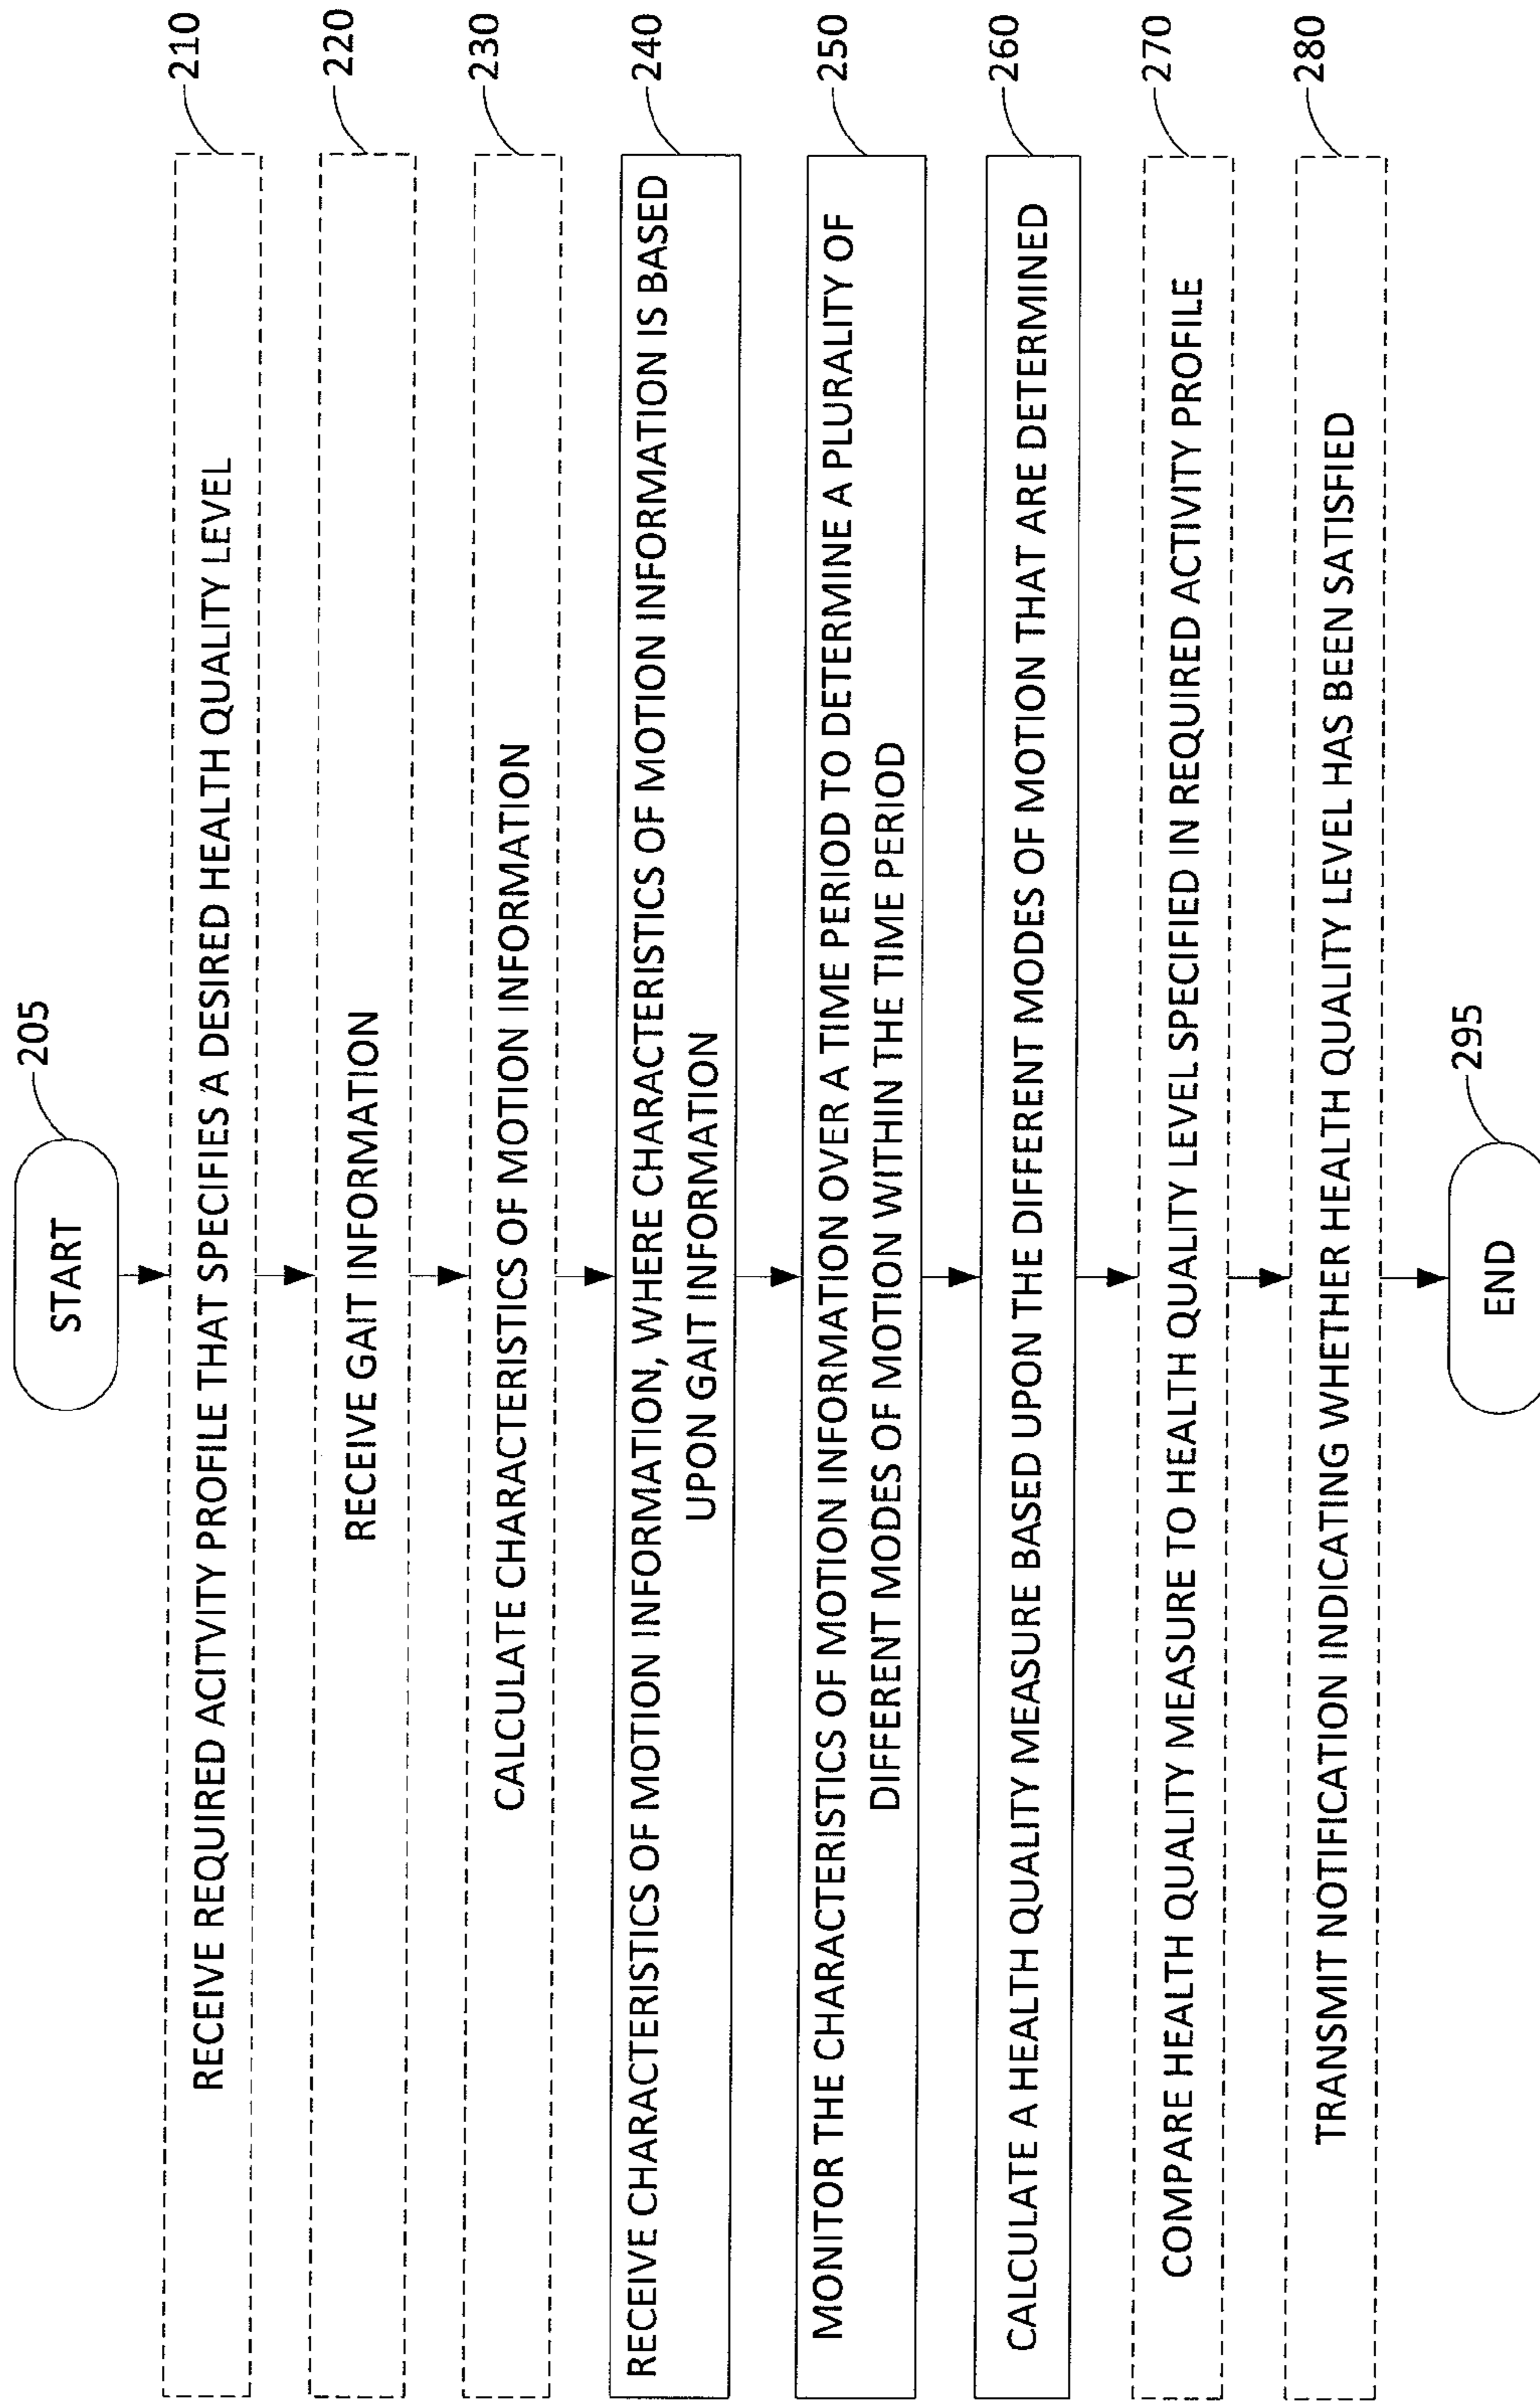 START
205
RECEIVE REQUIRED ACITVITY PROFILE THAT SPECIFIES A DESIRED HEALTH QUALITY LEVEL
210
RECEIVE GAIT INFORMATION
220
CALCULATE CHARACTERISTICS OF MOTION INFORMATION
230
RECEIVE CHARACTERISTICS OF MOTION INFORMATION, WHERE CHARACTERISTICS OF MOTION INFORMATION IS BASED
UPON GAIT INFORMATION
240
MONITOR THE CHARACTERISTICS OF MOTION INFORMATION OVER A TIME PERIOD TO DETERMINE A PLURALITY OF
DIFFERENT MODES OF MOTION WITHIN THE TIME PERIOD
250
CALCULATE A HEALTH QUALITY MEASURE BASED UPON THE DIFFERENT MODES OF MOTION THAT ARE DETERMINED
260
COMPARE HEALTH QUALITY MEASURE TO HEALTH QUALITY LEVEL SPECIFIED IN REQUIRED ACTIVITY PROFILE
270
TRANSMIT NOTIFICATION INDICATING WHETHER HEALTH QUALITY LEVEL HAS BEEN SATISFIED
280
END
295